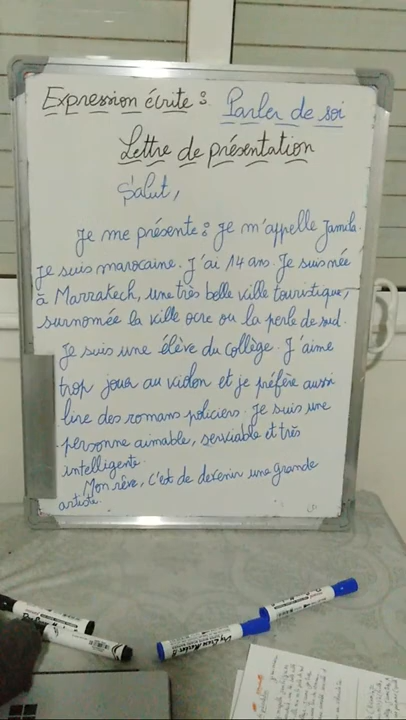 Expression écrite : Parler de soi
Lettre de présentation
Salut,
Je me présente : Je m'appelle Jamila.
Je suis marocaine. J'ai 14 ans. Je suis née
à Marrakech, une très belle ville touristique,
surnomée la ville ocre ou la perle de sud.
Je suis une élève du collège. J'aime
trop jouer au violon et je préfère aussi
lire des romans policiers. Je suis une
personne aimable, serviable et très
intelligente.
Mon rêve, c'est de devenir une grande
artiste.